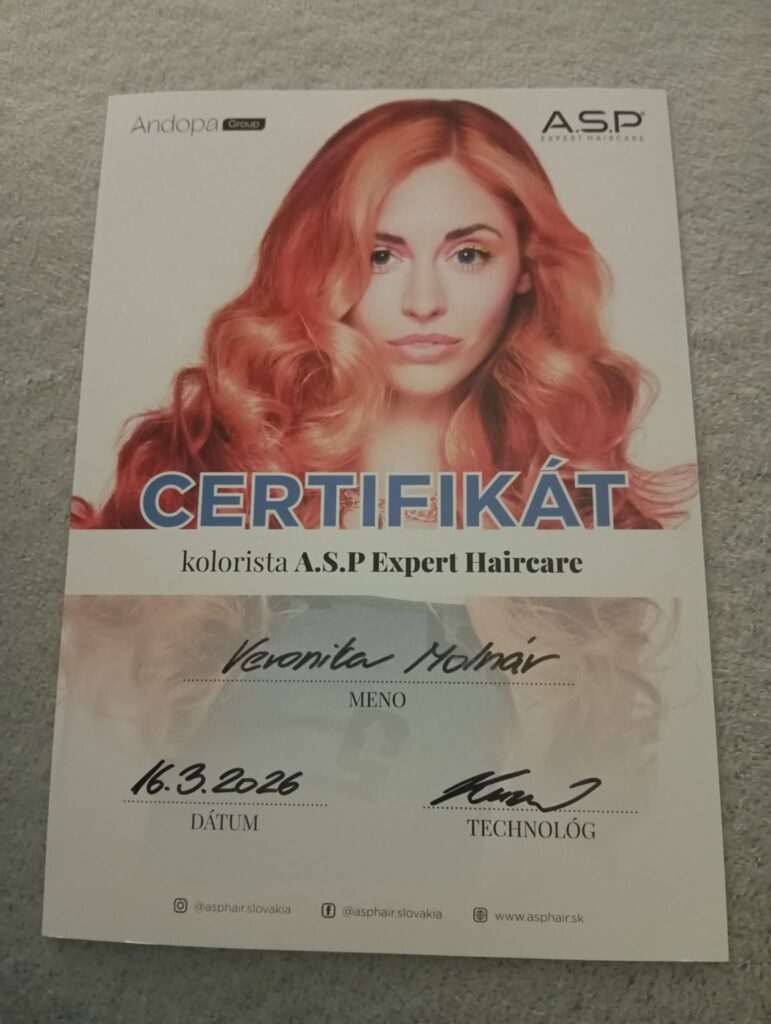 Andopa Group
A.S.P
EXPERT HAIRCARE
CERTIFIKÁT
kolorista A.S.P Expert Haircare
Veronika Molnár
MENO
16.3.2026
DÁTUM
TECHNOLÓG
@asphair.slovakia
@asphair.slovakia
www.asphair.sk